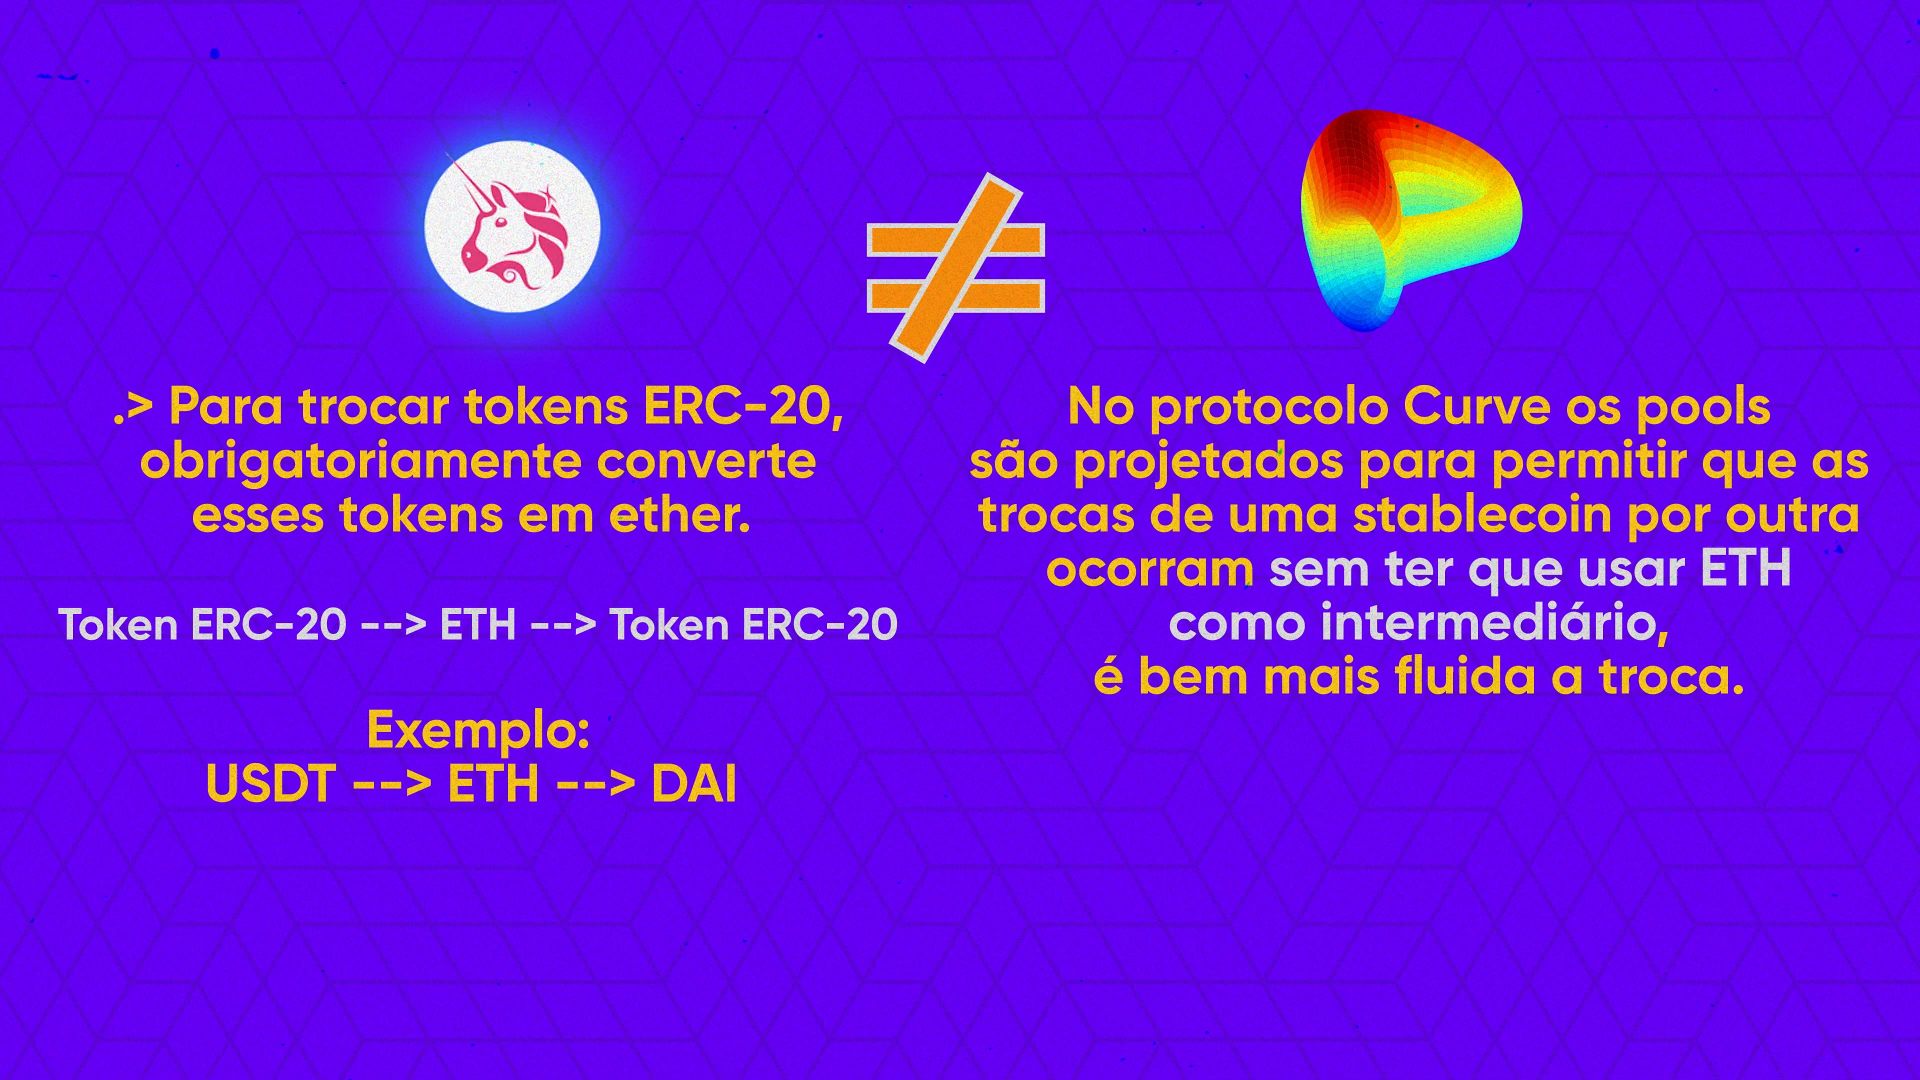 .> Para trocar tokens ERC-20,
obrigatoriamente converte
esses tokens em ether.
Token ERC-20 --> ETH --> Token ERC-20
Exemplo:
USDT --> ETH --> DAI
No protocolo Curve os pools
são projetados para permitir que as
trocas de uma stablecoin por outra
ocorram sem ter que usar ETH
como intermediário,
é bem mais fluida a troca.